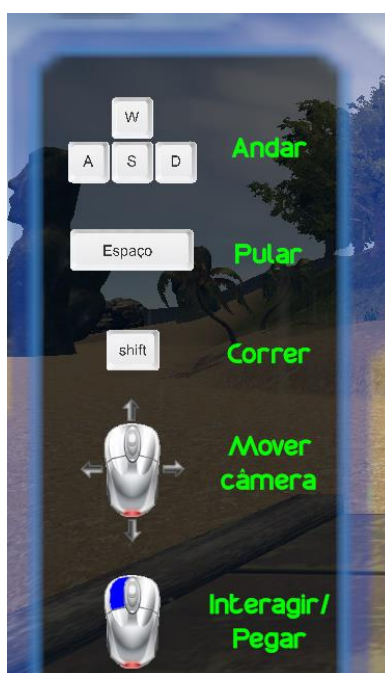 W
A S D
Andar
Espaço
Pular
shift
Correr
Mover
câmera
Interagir/
Pegar